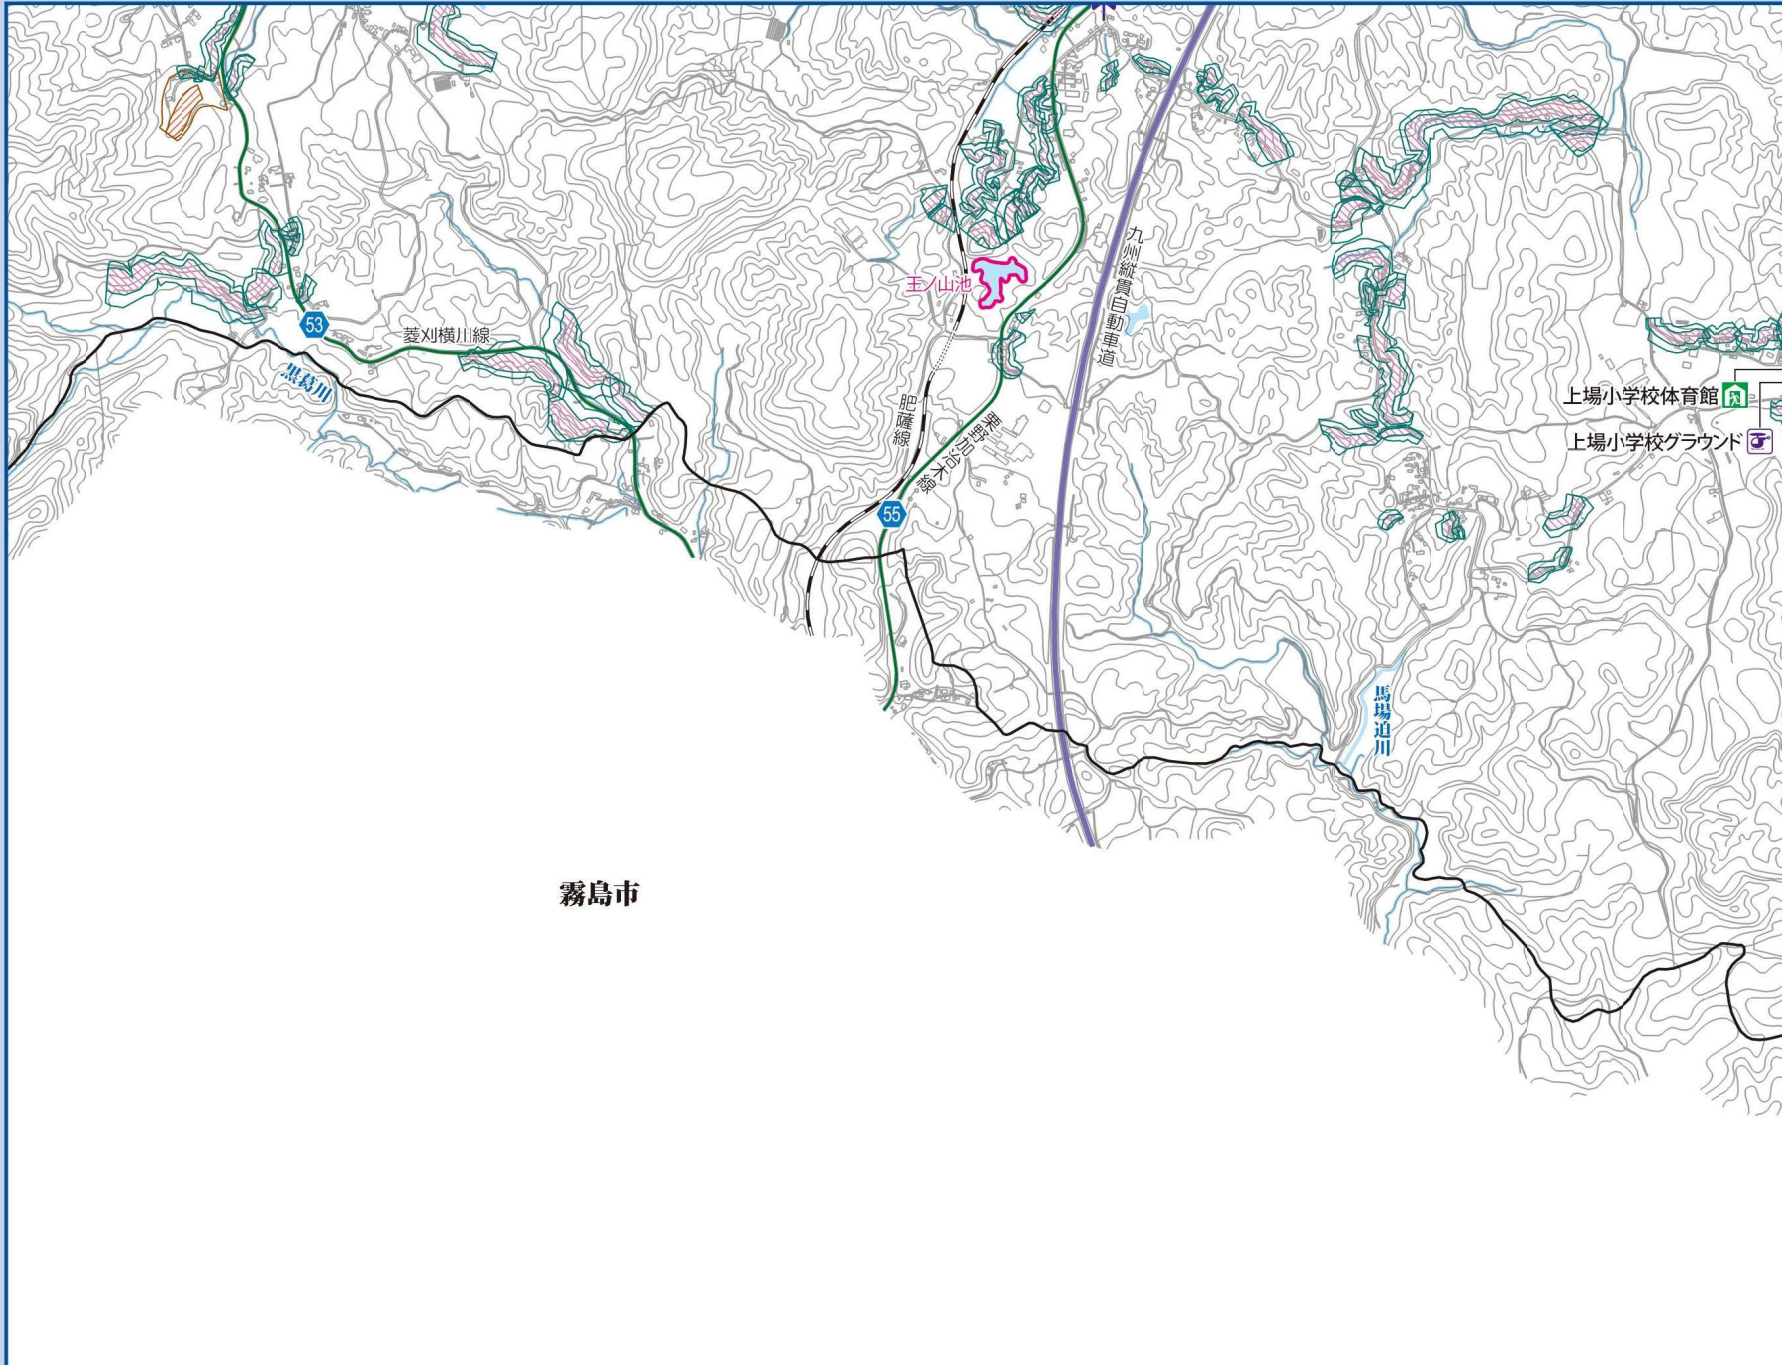 九州縦貫自動車道
王ノ山池
53
菱刈横川線
黒葛川
肥薩線
栗野加治木線
上場小学校体育館
上場小学校グラウンド
55
馬場迫川
霧島市